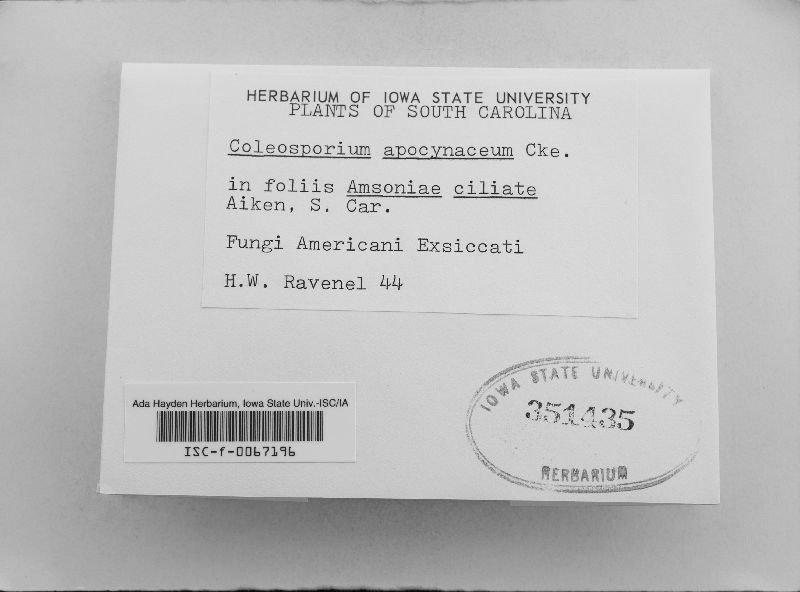 HERBARIUM OF IOWA STATE UNIVERSITY
PLANTS OF SOUTH CAROLINA
Coleosporium apocynaceum Cke.
in foliis Amsoniae ciliate
Aiken, S. Car.
Fungi Americani Exsiccati
H.W. Ravenel 44
Ada Hayden Herbarium, Iowa State Univ.-ISC/IA
ISC-f-0067196
IOWA STATE UNIVERSITY
351435
HERBARIUM